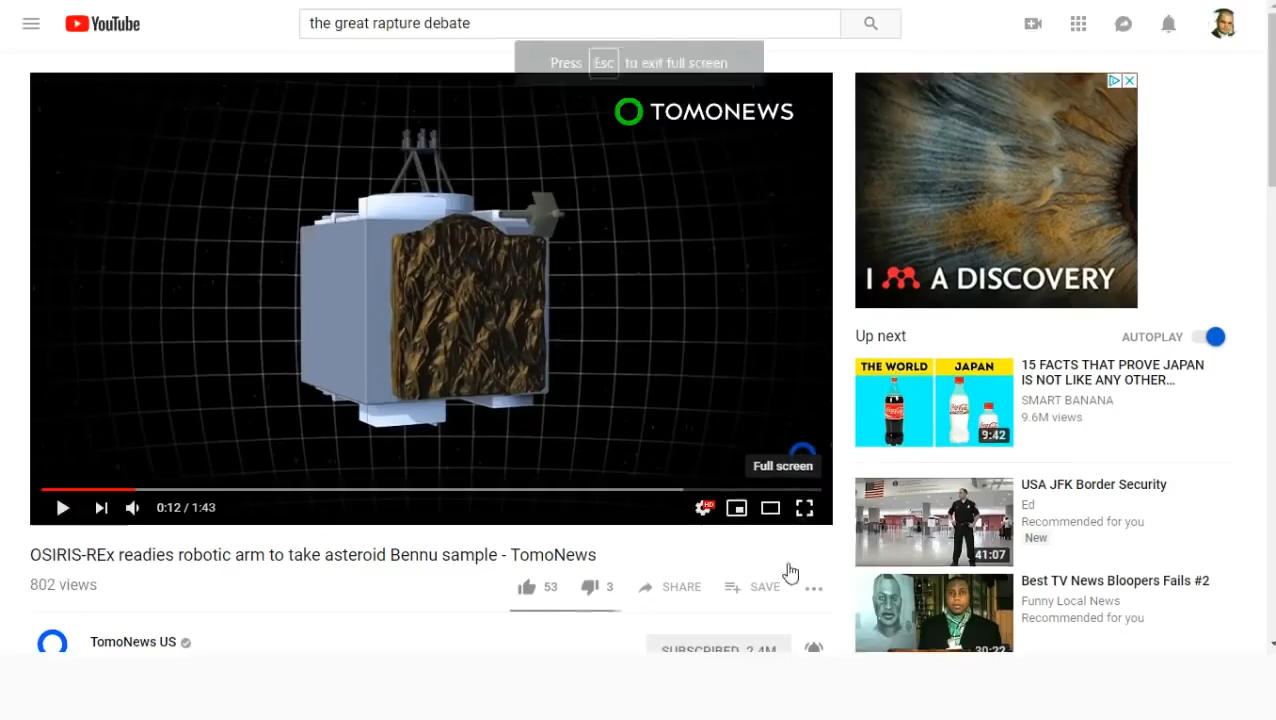 YouTube
the great rapture debate
Press Esc to exit full screen
TOMONEWS
I A DISCOVERY
Full screen
0:12 / 1:43
HD
OSIRIS-REx readies robotic arm to take asteroid Bennu sample - TomoNews
802 views
53
3
SHARE
SAVE
TomoNews US
SUBSCRIBED 2.4M
Up next
AUTOPLAY
THE WORLD
JAPAN
9:42
15 FACTS THAT PROVE JAPAN
IS NOT LIKE ANY OTHER...
SMART BANANA
9.6M views
41:07
USA JFK Border Security
Ed
Recommended for you
New
30:22
Best TV News Bloopers Fails #2
Funny Local News
Recommended for you